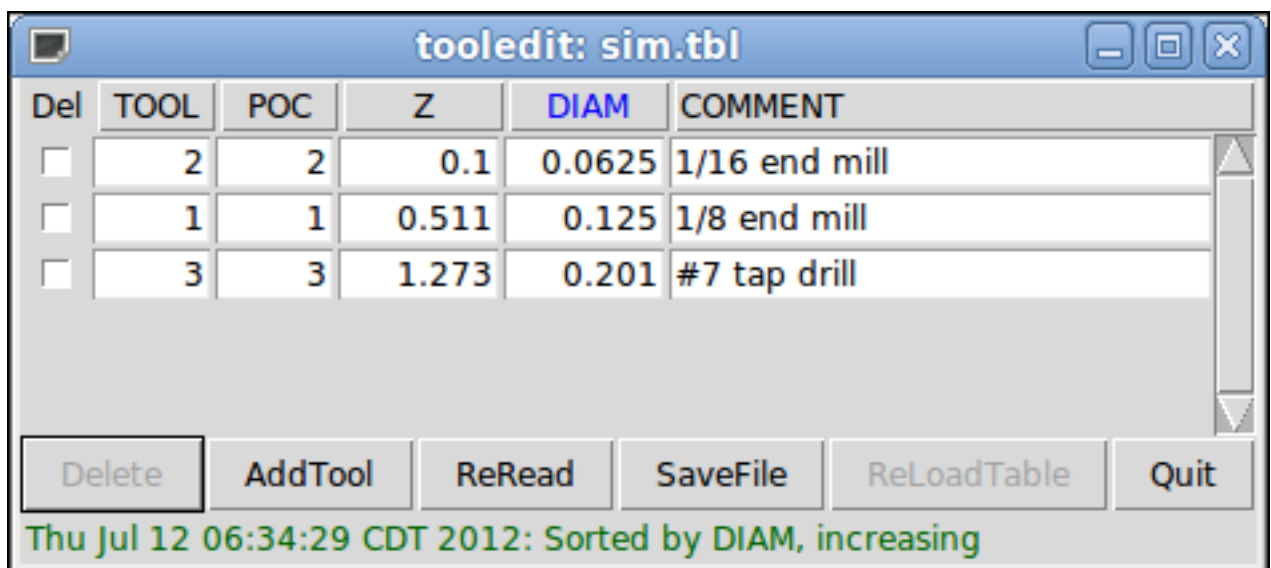 tooledit: sim.tbl
Del TOOL POC Z DIAM COMMENT
2 2 0.1 0.0625 1/16 end mill
1 1 0.511 0.125 1/8 end mill
3 3 1.273 0.201 #7 tap drill
Delete AddTool ReRead SaveFile ReLoadTable Quit
Thu Jul 12 06:34:29 CDT 2012: Sorted by DIAM, increasing